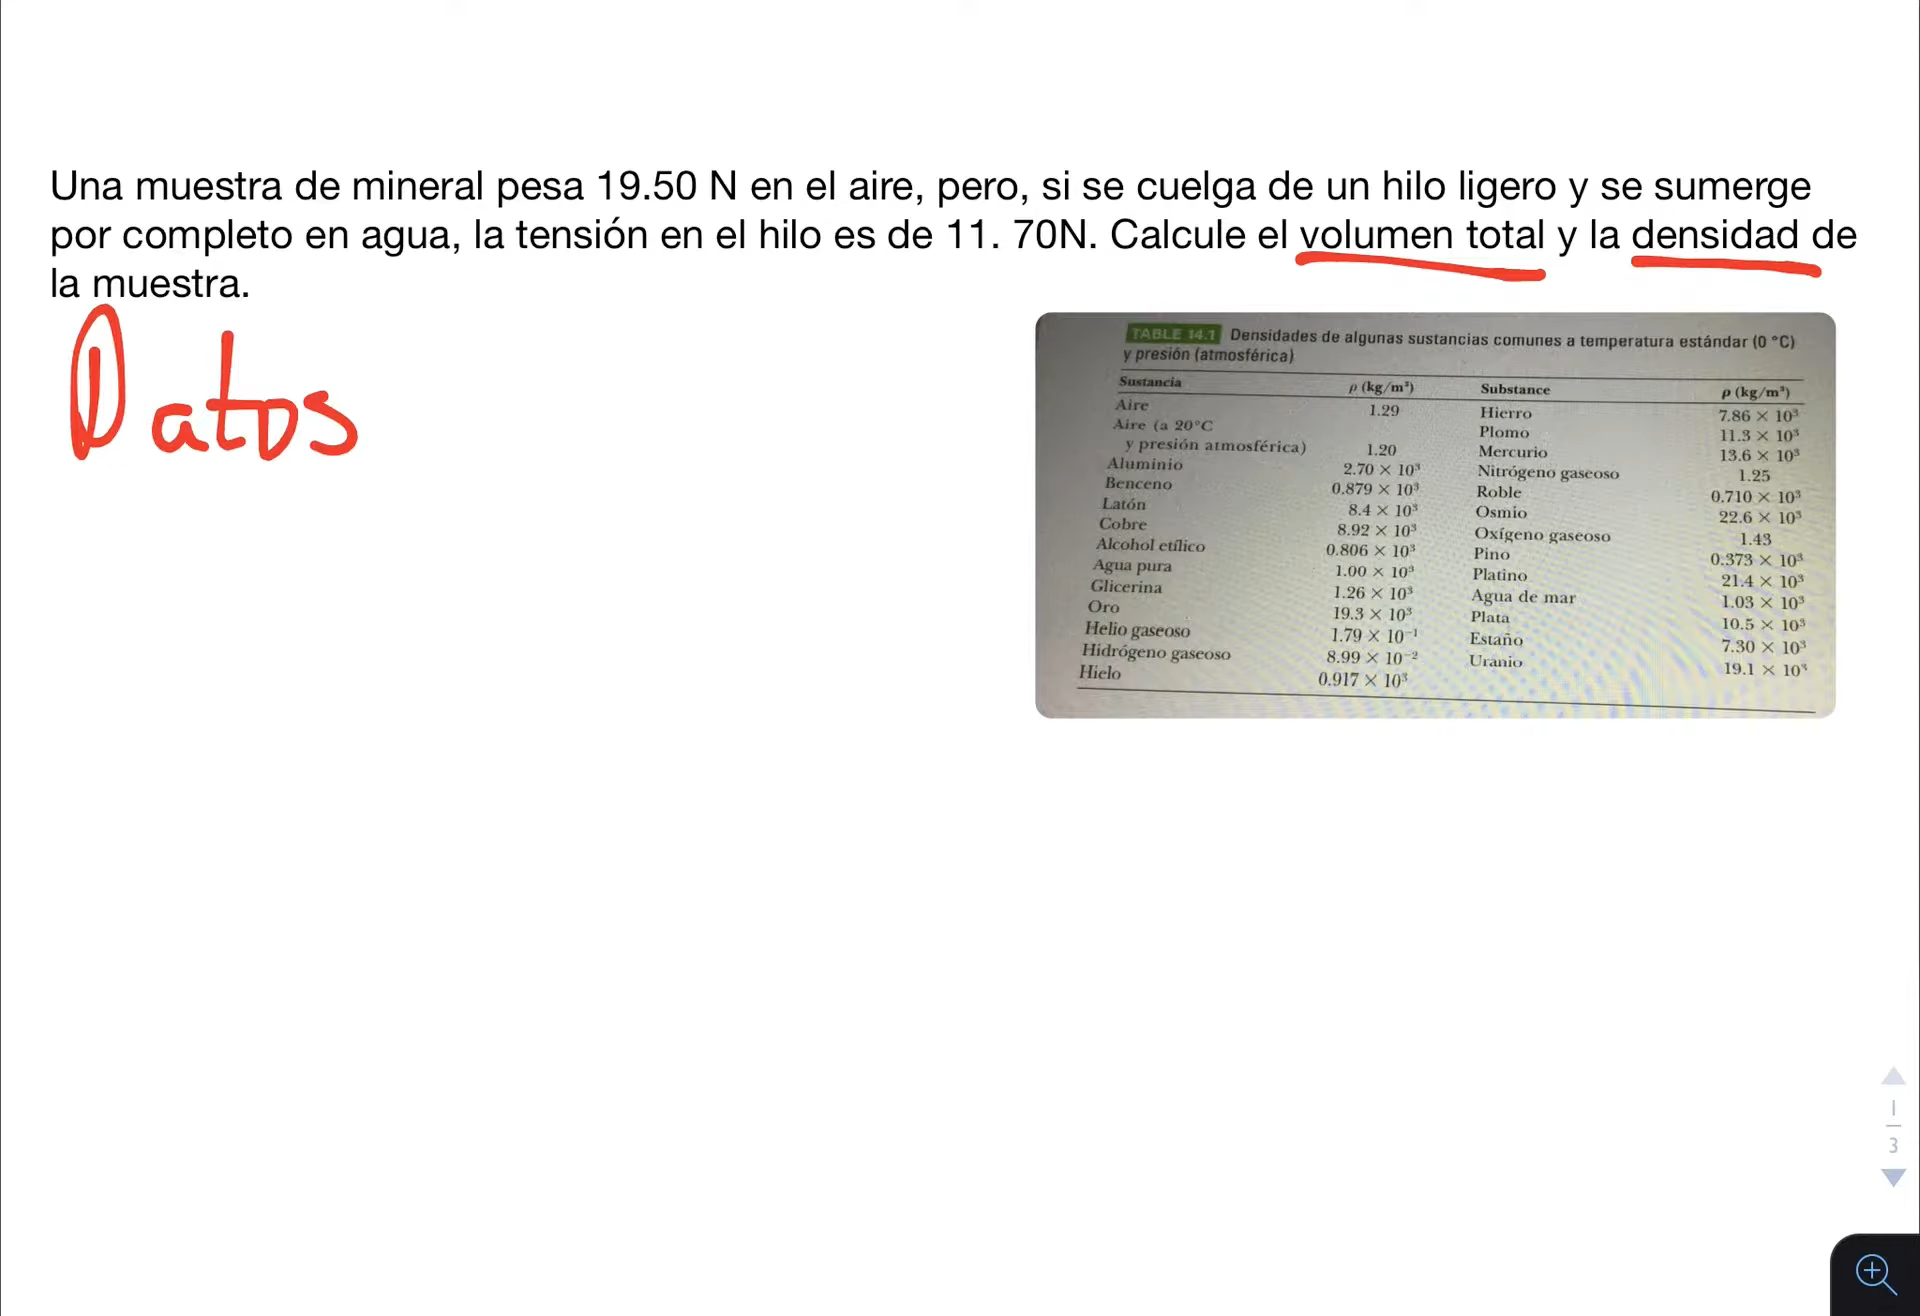 Una muestra de mineral pesa 19.50 N en el aire, pero, si se cuelga de un hilo ligero y se sumerge
por completo en agua, la tensión en el hilo es de 11. 70N. Calcule el volumen total y la densidad de
la muestra.
Datos
TABLE 14.1 Densidades de algunas sustancias comunes a temperatura estándar (0 °C)
y presión (atmosférica)
Sustancia ρ (kg/m³) Substance ρ (kg/m³)
Aire 1.29 Hierro 7.86 × 10³
Aire (a 20°C Plomo 11.3 × 10³
y presión atmosférica) 1.20 Mercurio 13.6 × 10³
Aluminio 2.70 × 10³ Nitrógeno gaseoso 1.25
Benceno 0.879 × 10³ Roble 0.710 × 10³
Latón 8.4 × 10³ Osmio 22.6 × 10³
Cobre 8.92 × 10³ Oxígeno gaseoso 1.43
Alcohol etílico 0.806 × 10³ Pino 0.373 × 10³
Agua pura 1.00 × 10³ Platino 21.4 × 10³
Glicerina 1.26 × 10³ Agua de mar 1.03 × 10³
Oro 19.3 × 10³ Plata 10.5 × 10³
Helio gaseoso 1.79 × 10⁻¹ Estaño 7.30 × 10³
Hidrógeno gaseoso 8.99 × 10⁻² Uranio 19.1 × 10³
Hielo 0.917 × 10³
1
3